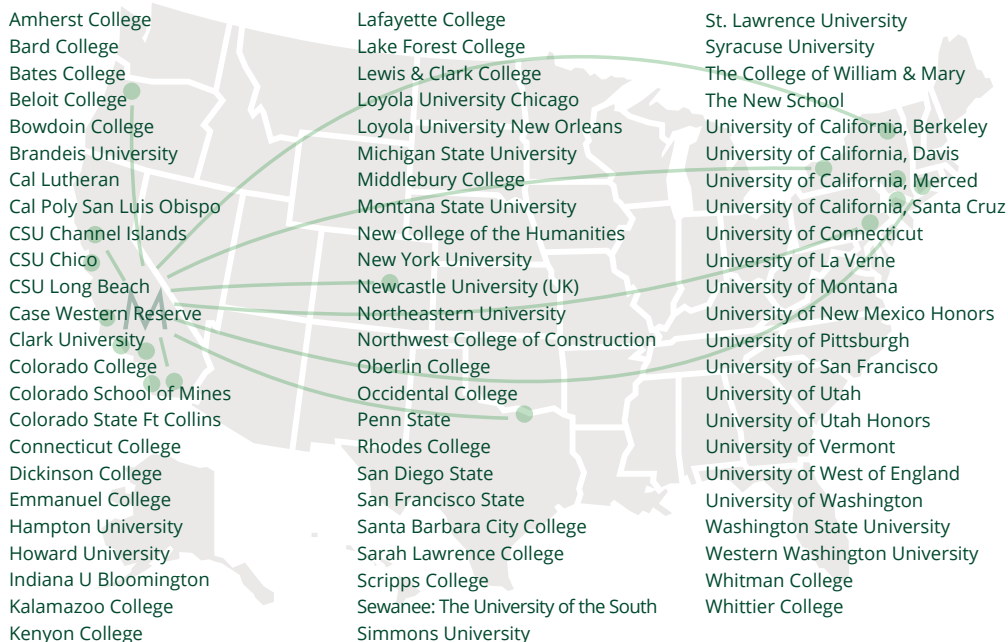 Amherst College
Bard College
Bates College
Beloit College
Bowdoin College
Brandeis University
Cal Lutheran
Cal Poly San Luis Obispo
CSU Channel Islands
CSU Chico
CSU Long Beach
Case Western Reserve
Clark University
Colorado College
Colorado School of Mines
Colorado State Ft Collins
Connecticut College
Dickinson College
Emmanuel College
Hampton University
Howard University
Indiana U Bloomington
Kalamazoo College
Kenyon College
Lafayette College
Lake Forest College
Lewis & Clark College
Loyola University Chicago
Loyola University New Orleans
Michigan State University
Middlebury College
Montana State University
New College of the Humanities
New York University
Newcastle University (UK)
Northeastern University
Northwest College of Construction
Oberlin College
Occidental College
Penn State
Rhodes College
San Diego State
San Francisco State
Santa Barbara City College
Sarah Lawrence College
Scripps College
Sewanee: The University of the South
Simmons University
St. Lawrence University
Syracuse University
The College of William & Mary
The New School
University of California, Berkeley
University of California, Davis
University of California, Merced
University of California, Santa Cruz
University of Connecticut
University of La Verne
University of Montana
University of New Mexico Honors
University of Pittsburgh
University of San Francisco
University of Utah
University of Utah Honors
University of Vermont
University of West of England
University of Washington
Washington State University
Western Washington University
Whitman College
Whittier College
M